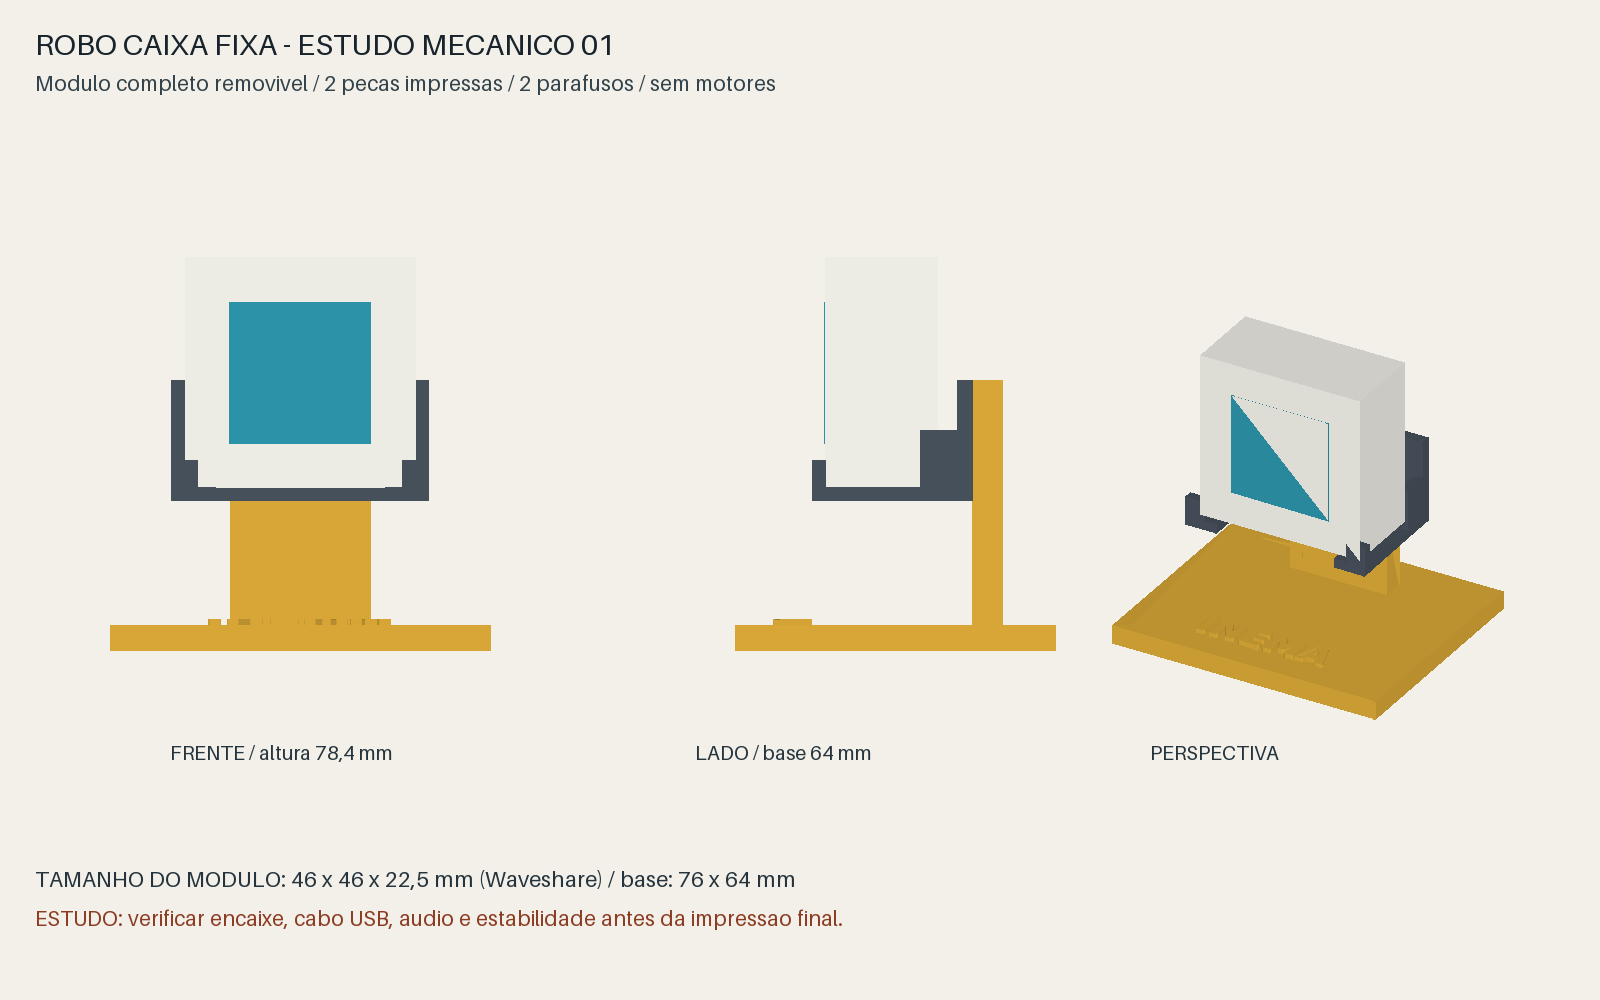 ROBO CAIXA FIXA - ESTUDO MECANICO 01
Modulo completo removivel / 2 pecas impressas / 2 parafusos / sem motores
FRENTE / altura 78,4 mm
LADO / base 64 mm
PERSPECTIVA
TAMANHO DO MODULO: 46 x 46 x 22,5 mm (Waveshare) / base: 76 x 64 mm
ESTUDO: verificar encaixe, cabo USB, audio e estabilidade antes da impressao final.